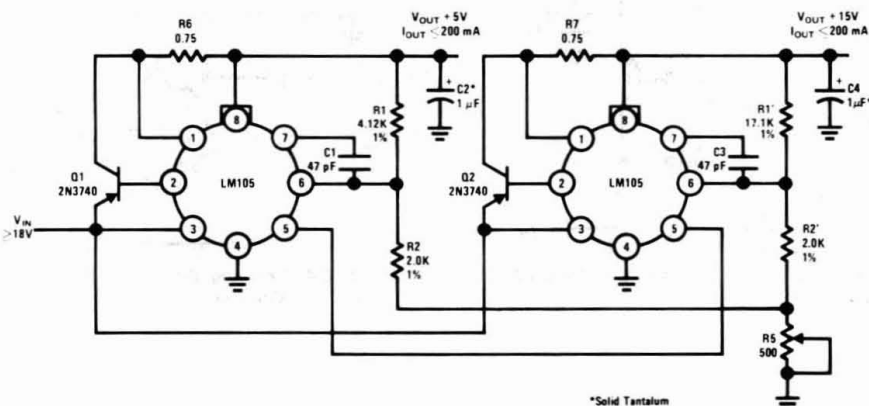 R6
0.75
VOUT + 5V
IOUT ≤200 mA
R7
0.75
VOUT + 15V
IOUT ≤200 mA
C2*
1 μF
R1
4.12K
1%
C4
1μF*
R1'
17.1K
1%
8
1
7
C1
47 pF
Q1
2N3740
2
LM105
6
VIN
≥18V
3
5
4
R2
2.0K
1%
8
1
7
C3
47 pF
Q2
2N3740
2
LM105
6
3
5
4
R2'
2.0K
1%
R5
500
*Solid Tantalum